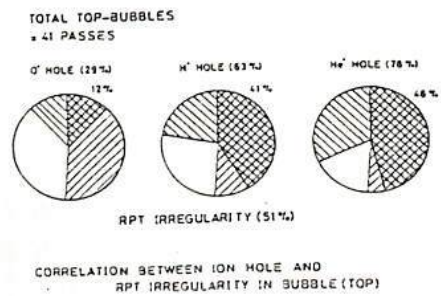 TOTAL TOP-BUBBLES
= 41 PASSES
O⁺ HOLE (29%)
12%
H⁺ HOLE (63%)
41%
He⁺ HOLE (78%)
46%
RPT IRREGULARITY (51%)
CORRELATION BETWEEN ION HOLE AND
RPT IRREGULARITY IN BUBBLE (TOP)